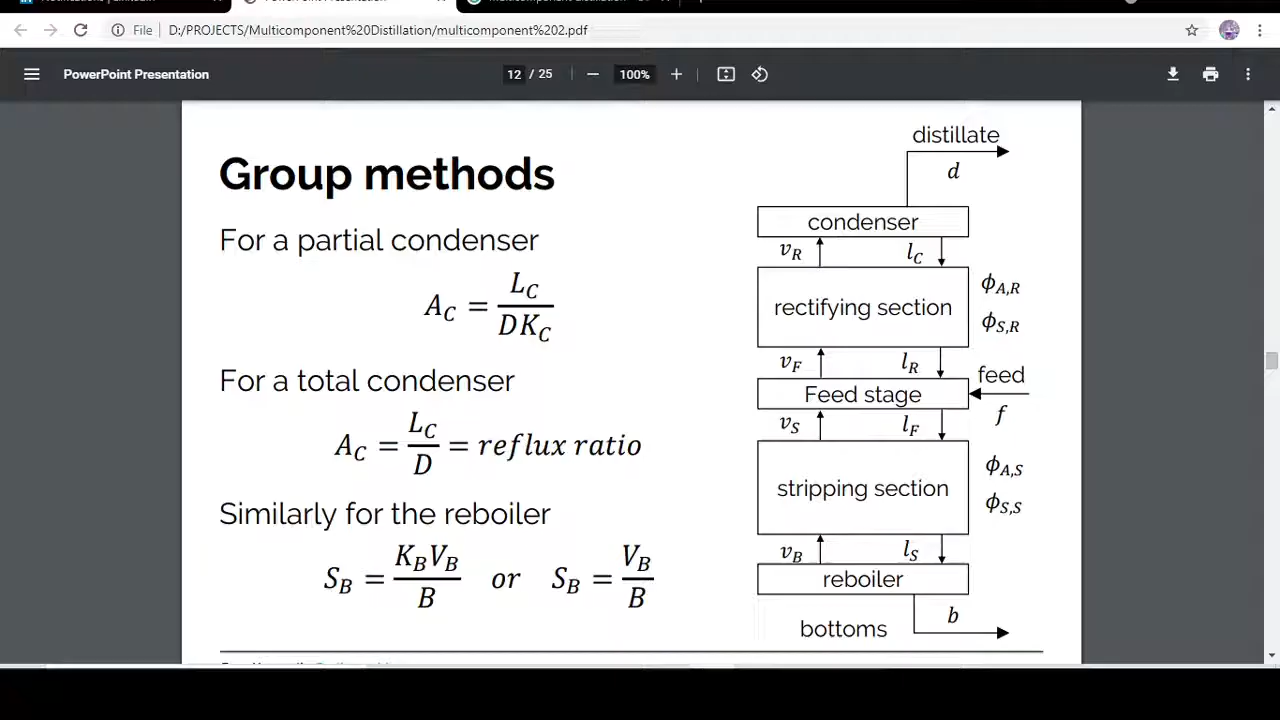 File D:/PROJECTS/Multicomponent%20Distillation/multicomponent%202.pdf
PowerPoint Presentation
12 / 25
100%
Group methods
For a partial condenser
A_C = L_C / DK_C
For a total condenser
A_C = L_C / D = reflux ratio
Similarly for the reboiler
S_B = K_B V_B / B or S_B = V_B / B
distillate
d
condenser
v_R l_C
rectifying section
ϕ_A,R
ϕ_S,R
v_F l_R
feed
Feed stage
f
v_S l_F
stripping section
ϕ_A,S
ϕ_S,S
v_B l_S
reboiler
b
bottoms